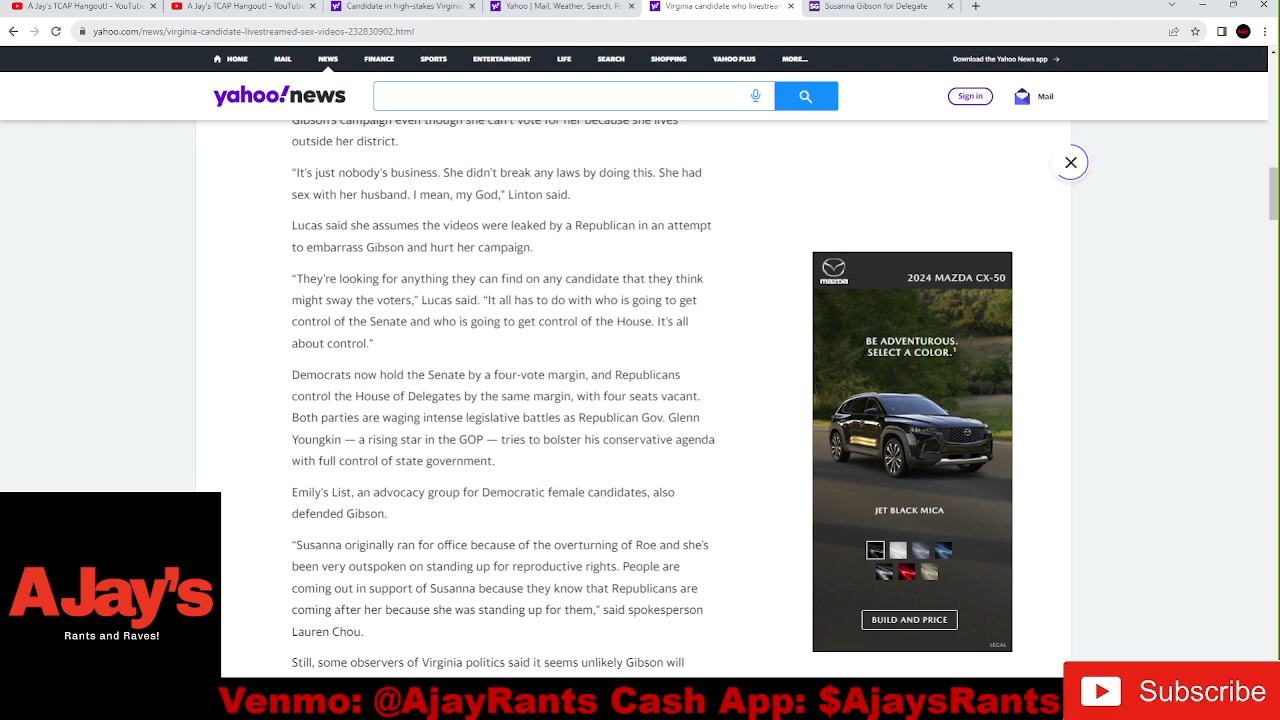 A Jay's TCAP Hangout! - YouTub
A Jay's TCAP Hangout! - YouTub
Candidate in high-stakes Virginia
Yahoo | Mail, Weather, Search, Po
Virginia candidate who livestream
Susanna Gibson for Delegate
yahoo.com/news/virginia-candidate-livestreamed-sex-videos-232830902.html
HOME MAIL NEWS FINANCE SPORTS ENTERTAINMENT LIFE SEARCH SHOPPING YAHOO PLUS MORE... Download the Yahoo News app
yahoo!news Sign in Mail
Gibson's campaign even though she can't vote for her because she lives
outside her district.
“It's just nobody's business. She didn't break any laws by doing this. She had
sex with her husband. I mean, my God,” Linton said.
Lucas said she assumes the videos were leaked by a Republican in an attempt
to embarrass Gibson and hurt her campaign.
“They're looking for anything they can find on any candidate that they think
might sway the voters,” Lucas said. “It all has to do with who is going to get
control of the Senate and who is going to get control of the House. It's all
about control.”
Democrats now hold the Senate by a four-vote margin, and Republicans
control the House of Delegates by the same margin, with four seats vacant.
Both parties are waging intense legislative battles as Republican Gov. Glenn
Youngkin — a rising star in the GOP — tries to bolster his conservative agenda
with full control of state government.
Emily's List, an advocacy group for Democratic female candidates, also
defended Gibson.
“Susanna originally ran for office because of the overturning of Roe and she's
been very outspoken on standing up for reproductive rights. People are
coming out in support of Susanna because they know that Republicans are
coming after her because she was standing up for them,” said spokesperson
Lauren Chou.
Still, some observers of Virginia politics said it seems unlikely Gibson will
mazda
2024 MAZDA CX-50
BE ADVENTUROUS.
SELECT A COLOR.¹
JET BLACK MICA
BUILD AND PRICE
LEGAL
A Jay's
Rants and Raves!
Venmo: @AjayRants Cash App: $AjaysRants
Subscribe